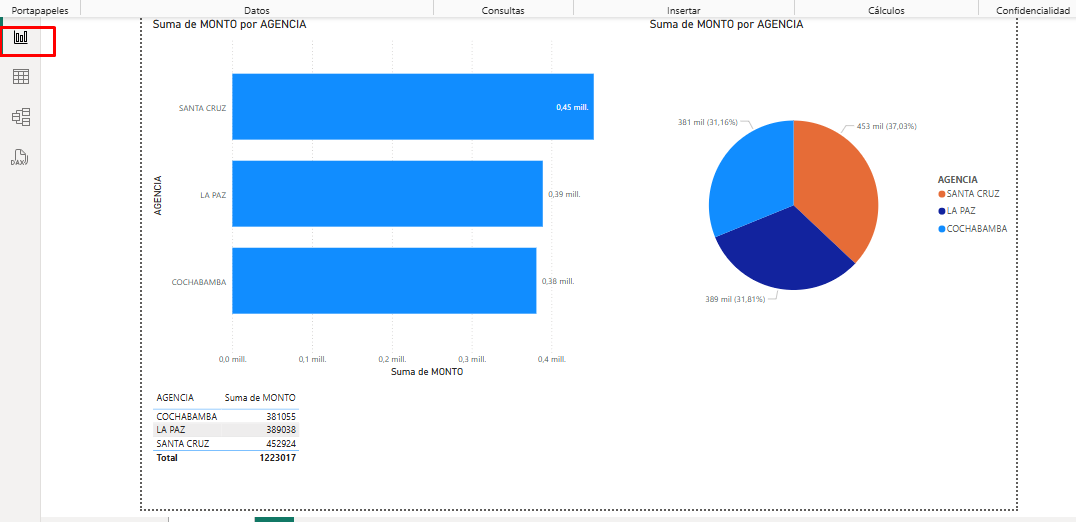 Portapapeles Datos Consultas Insertar Cálculos Confidencialidad
Suma de MONTO por AGENCIA
SANTA CRUZ 0,45 mill.
LA PAZ 0,39 mill.
COCHABAMBA 0,38 mill.
AGENCIA
0,0 mill. 0,1 mill. 0,2 mill. 0,3 mill. 0,4 mill.
Suma de MONTO
Suma de MONTO por AGENCIA
381 mil (31,16%)
453 mil (37,03%)
389 mil (31,81%)
AGENCIA
SANTA CRUZ
LA PAZ
COCHABAMBA
AGENCIA Suma de MONTO
COCHABAMBA 381055
LA PAZ 389038
SANTA CRUZ 452924
Total 1223017
DAX